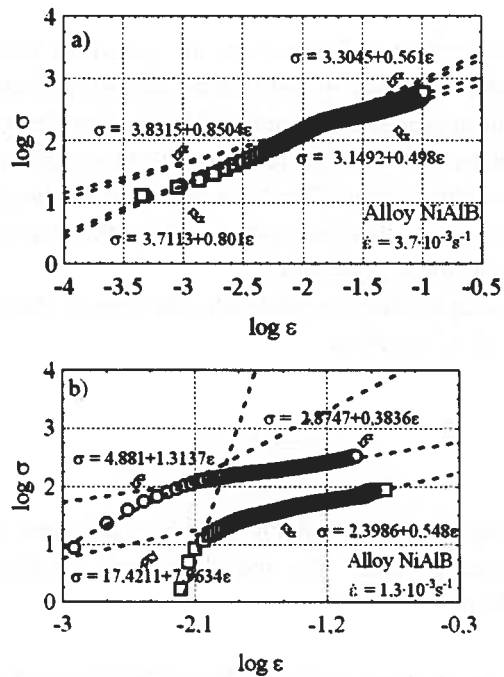 a)
4
3
2
1
0
log σ
σ = 3.3045+0.561ε
σ = 3.8315+0.8504ε
σ = 3.1492+0.498ε
σ = 3.7113+0.801ε
Alloy NiAlB
ε̇ = 3.7·10⁻³s⁻¹
-4 -3.5 -3 -2.5 -2 -1.5 -1 -0.5
log ε
b)
4
3
2
1
0
log σ
σ = 2.8747+0.3836ε
σ = 4.881+1.3137ε
σ = 2.3986+0.548ε
σ = 17.4211+7.9634ε
Alloy NiAlB
ε̇ = 1.3·10⁻³s⁻¹
-3 -2,1 -1,2 -0,3
log ε